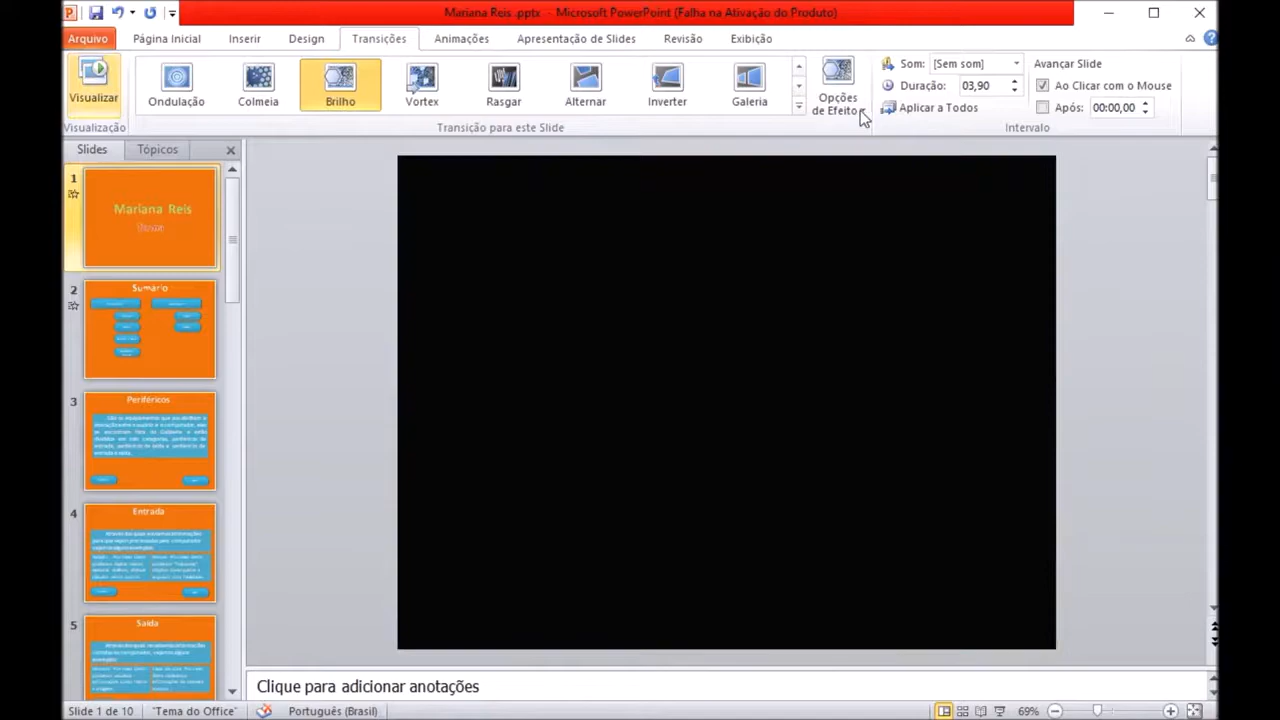 Mariana Reis .pptx - Microsoft PowerPoint (Falha na Ativação do Produto)
Arquivo Página Inicial Inserir Design Transições Animações Apresentação de Slides Revisão Exibição
Visualizar
Ondulação Colmeia Brilho Vortex Rasgar Alternar Inverter Galeria
Opções
de Efeito
Som: [Sem som]
Duração: 03,90
Aplicar a Todos
Avançar Slide
Ao Clicar com o Mouse
Após: 00:00,00
Visualização Transição para este Slide Intervalo
Slides Tópicos
1
Mariana Reis
2
Sumário
3
Periféricos
4
Entrada
5
Saída
Clique para adicionar anotações
Slide 1 de 10 "Tema do Office" Português (Brasil) 69%